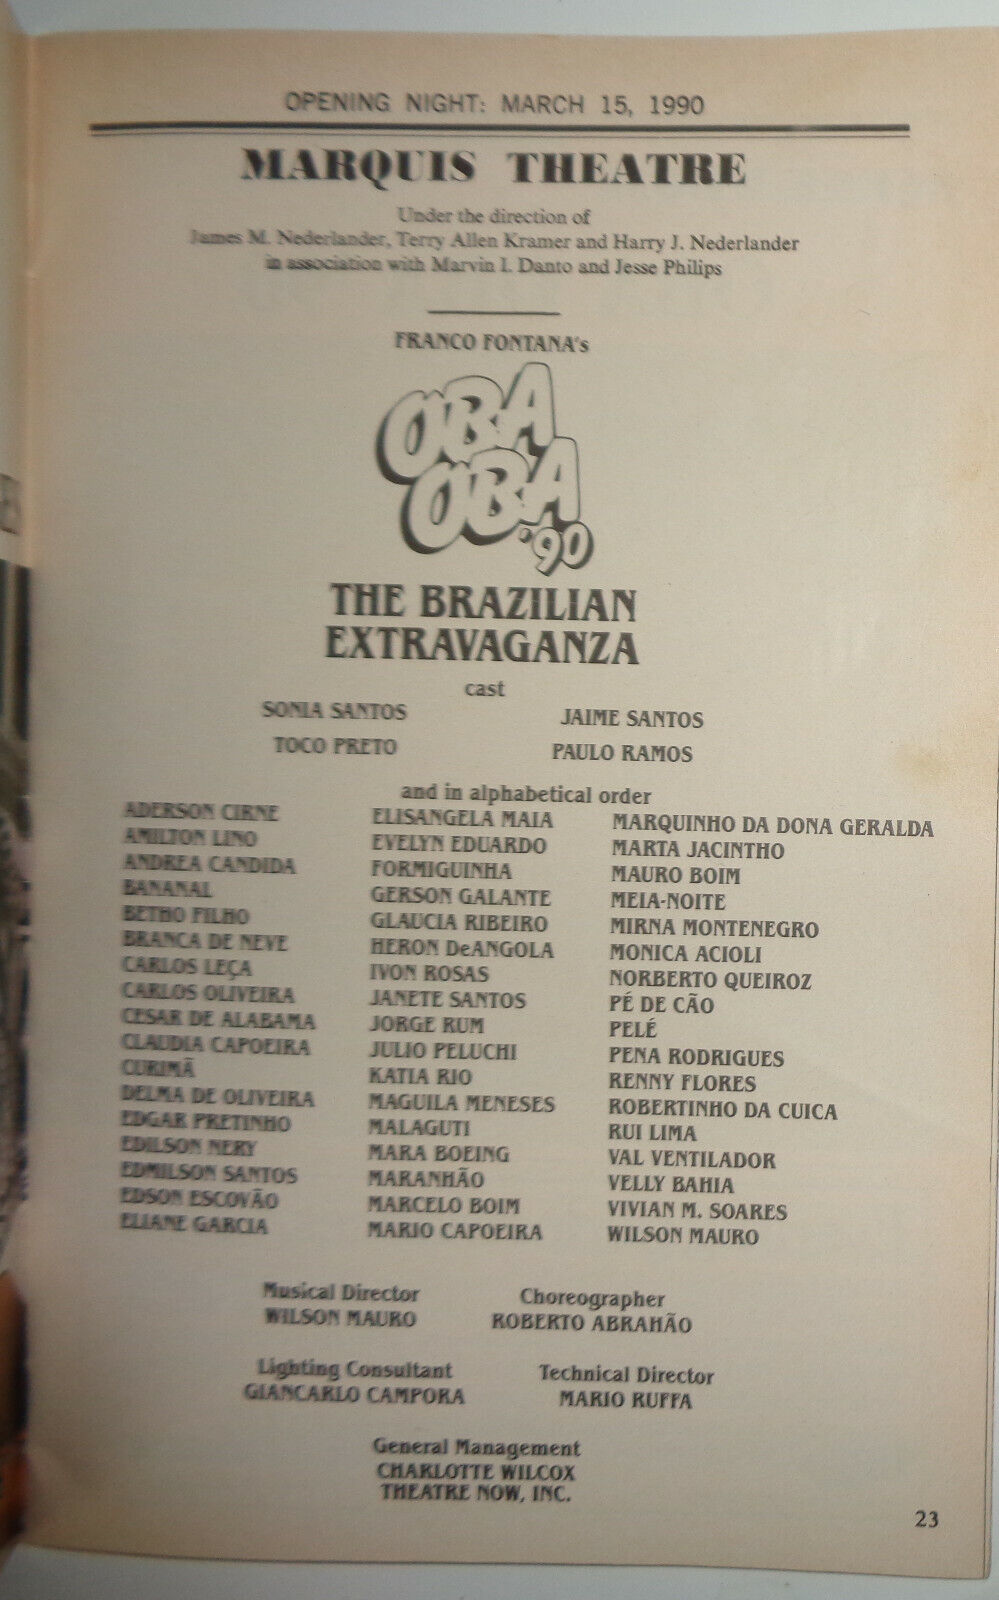 OPENING NIGHT: MARCH 15, 1990
MARQUIS THEATRE
Under the direction of
James M. Nederlander, Terry Allen Kramer and Harry J. Nederlander
in association with Marvin I. Danto and Jesse Philips
FRANCO FONTANA's
OBA
OBA
'90
THE BRAZILIAN
EXTRAVAGANZA
cast
SONIA SANTOS JAIME SANTOS
TOCO PRETO PAULO RAMOS
and in alphabetical order
ADERSON CIRNE
AMILTON LINO
ANDREA CANDIDA
BANANAL
BETHO FILHO
BRANCA DE NEVE
CARLOS LEÇA
CARLOS OLIVEIRA
CESAR DE ALABAMA
CLAUDIA CAPOEIRA
CURIMÃ
DELMA DE OLIVEIRA
EDGAR PRETINHO
EDILSON NERY
EDMILSON SANTOS
EDSON ESCOVÃO
ELIANE GARCIA
ELISANGELA MAIA
EVELYN EDUARDO
FORMIGUINHA
GERSON GALANTE
GLAUCIA RIBEIRO
HERON DeANGOLA
IVON ROSAS
JANETE SANTOS
JORGE RUM
JULIO PELUCHI
KATIA RIO
MAGUILA MENESES
MALAGUTI
MARA BOEING
MARANHÃO
MARCELO BOIM
MARIO CAPOEIRA
MARQUINHO DA DONA GERALDA
MARTA JACINTHO
MAURO BOIM
MEIA-NOITE
MIRNA MONTENEGRO
MONICA ACIOLI
NORBERTO QUEIROZ
PÉ DE CÃO
PELÉ
PENA RODRIGUES
RENNY FLORES
ROBERTINHO DA CUICA
RUI LIMA
VAL VENTILADOR
VELLY BAHIA
VIVIAN M. SOARES
WILSON MAURO
Musical Director
WILSON MAURO
Choreographer
ROBERTO ABRAHÃO
Lighting Consultant
GIANCARLO CAMPORA
Technical Director
MARIO RUFFA
General Management
CHARLOTTE WILCOX
THEATRE NOW, INC.
23